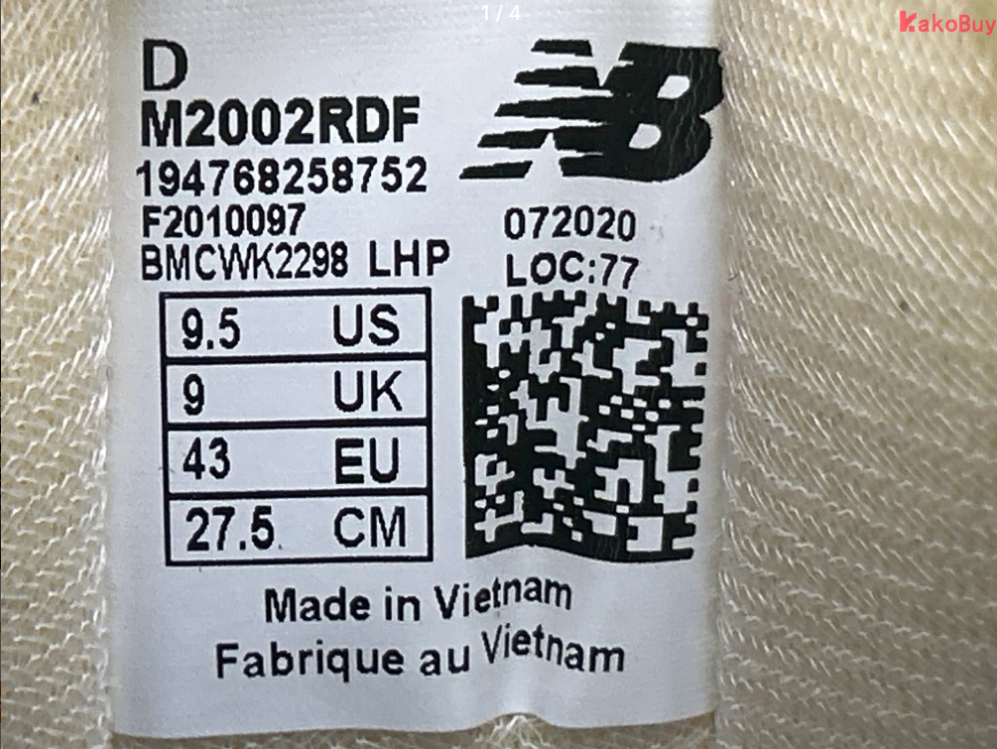 1 / 4
KakoBuy
D
M2002RDF
NB
194768258752
F2010097
072020
BMCWK2298 LHP
LOC:77
9.5 US
9 UK
43 EU
27.5 CM
Made in Vietnam
Fabrique au Vietnam